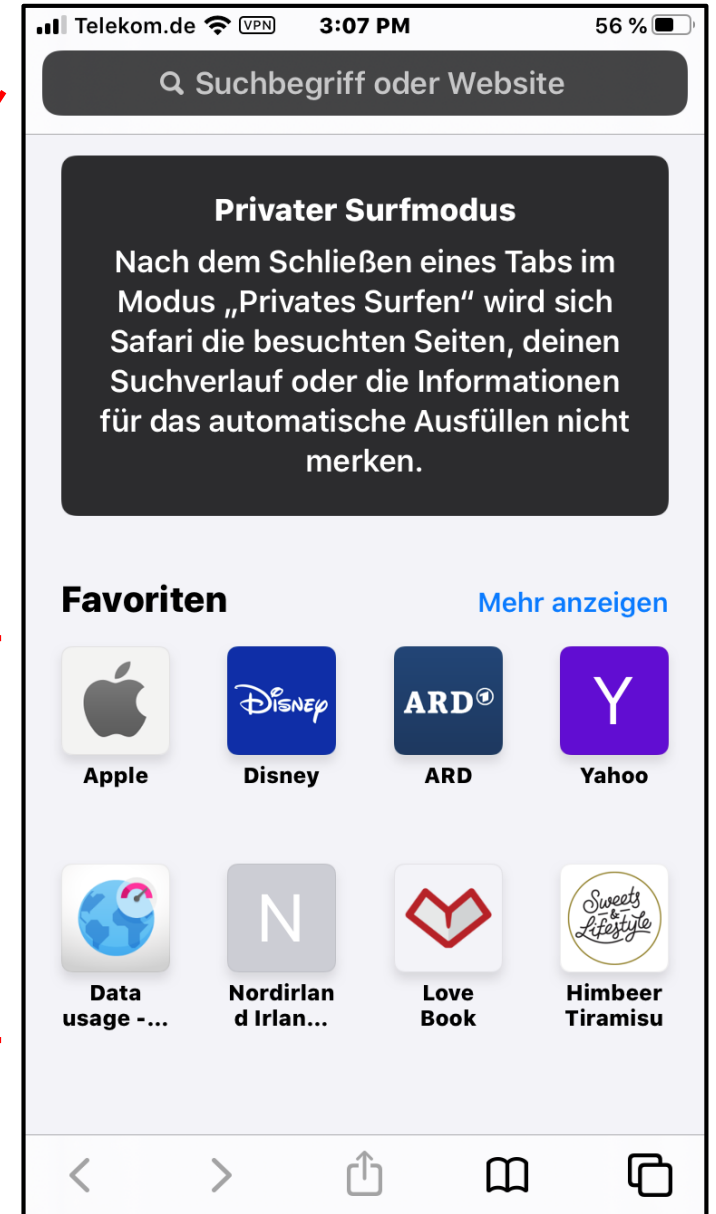 Telekom.de VPN 3:07 PM 56 %
Suchbegriff oder Website
Privater Surfmodus
Nach dem Schließen eines Tabs im
Modus „Privates Surfen“ wird sich
Safari die besuchten Seiten, deinen
Suchverlauf oder die Informationen
für das automatische Ausfüllen nicht
merken.
Favoriten Mehr anzeigen
Disney ARD Y
Apple Disney ARD Yahoo
N Sweets
&
Lifestyle
Data Nordirlan Love Himbeer
usage -... d Irlan... Book Tiramisu